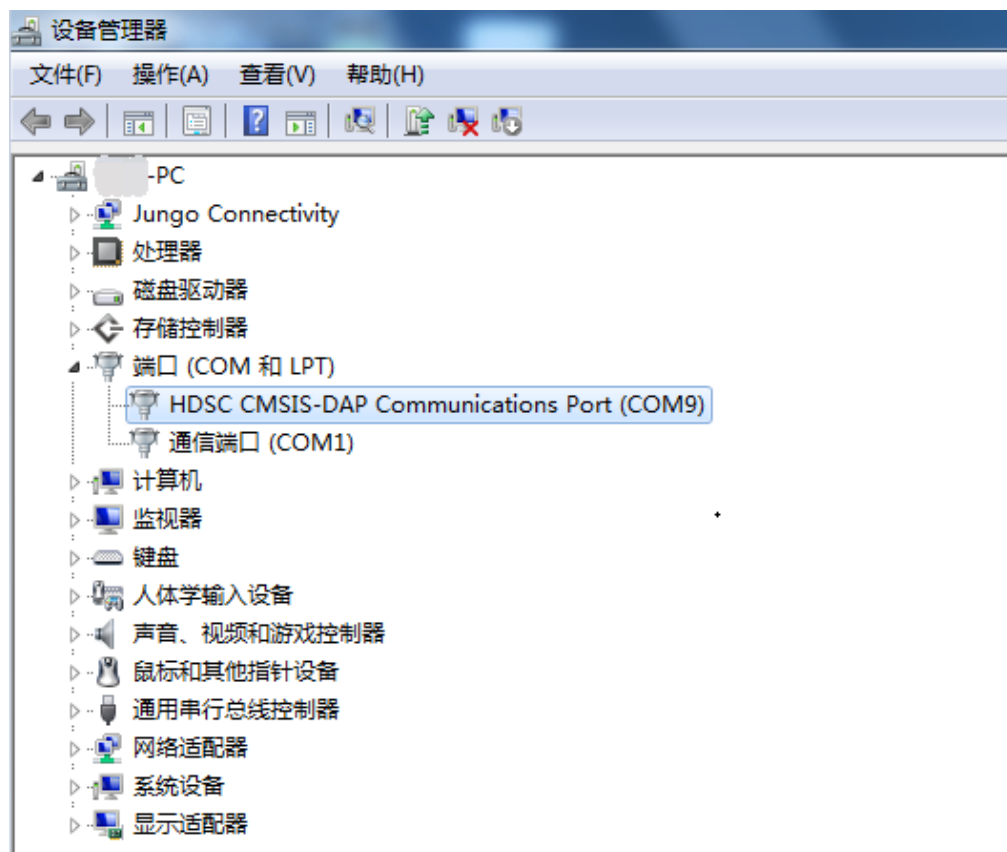 设备管理器
文件(F) 操作(A) 查看(V) 帮助(H)
-PC
Jungo Connectivity
处理器
磁盘驱动器
存储控制器
端口 (COM 和 LPT)
HDSC CMSIS-DAP Communications Port (COM9)
通信端口 (COM1)
计算机
监视器
键盘
人体学输入设备
声音、视频和游戏控制器
鼠标和其他指针设备
通用串行总线控制器
网络适配器
系统设备
显示适配器